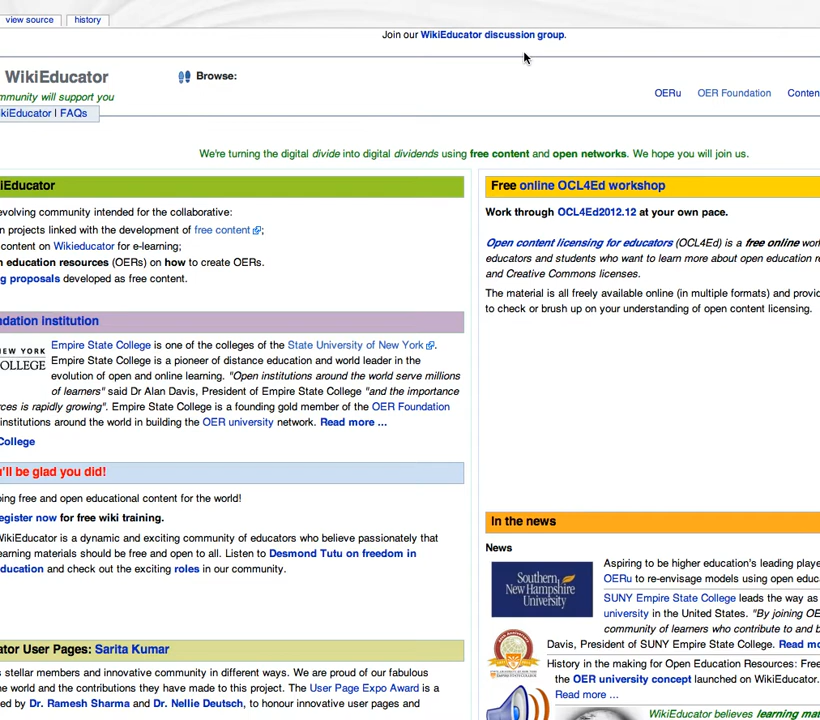 view source
history
Join our WikiEducator discussion group.
WikiEducator
Browse:
mmunity will support you
kiEducator | FAQs
OERu
OER Foundation
Conten
We're turning the digital divide into digital dividends using free content and open networks. We hope you will join us.
iEducator
evolving community intended for the collaborative:
n projects linked with the development of free content;
content on Wikieducator for e-learning;
n education resources (OERs) on how to create OERs.
g proposals developed as free content.
ndation institution
EW YORK
COLLEGE
Empire State College is one of the colleges of the State University of New York.
Empire State College is a pioneer of distance education and world leader in the
evolution of open and online learning. "Open institutions around the world serve millions
of learners" said Dr Alan Davis, President of Empire State College "and the importance
rces is rapidly growing". Empire State College is a founding gold member of the OER Foundation
institutions around the world in building the OER university network. Read more ...
College
u'll be glad you did!
ping free and open educational content for the world!
egister now for free wiki training.
WikiEducator is a dynamic and exciting community of educators who believe passionately that
earning materials should be free and open to all. Listen to Desmond Tutu on freedom in
ducation and check out the exciting roles in our community.
ator User Pages: Sarita Kumar
s stellar members and innovative community in different ways. We are proud of our fabulous
he world and the contributions they have made to this project. The User Page Expo Award is a
ed by Dr. Ramesh Sharma and Dr. Nellie Deutsch, to honour innovative user pages and
Free online OCL4Ed workshop
Work through OCL4Ed2012.12 at your own pace.
Open content licensing for educators (OCL4Ed) is a free online wor
educators and students who want to learn more about open education re
and Creative Commons licenses.
The material is all freely available online (in multiple formats) and provid
to check or brush up on your understanding of open content licensing.
In the news
News
Southern
New Hampshire
University
Aspiring to be higher education's leading playe
OERu to re-envisage models using open educ
SUNY Empire State College leads the way as
university in the United States. "By joining OE
community of learners who contribute to and b
Davis, President of SUNY Empire State College. Read mo
History in the making for Open Education Resources: Free
the OER university concept launched on WikiEducator.
Read more ...
WikiEducator believes learning mat